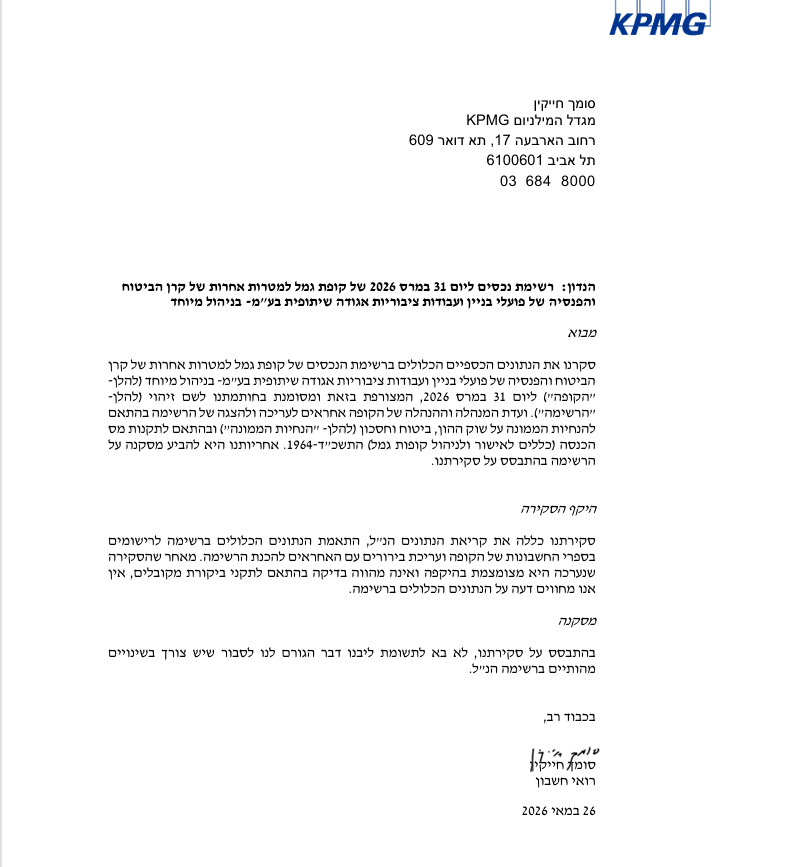 KPMG
סומך חייקין
מגדל המילניום KPMG
רחוב הארבעה 17, תא דואר 609
תל אביב 6100601
03 684 8000
הנדון: רשימת נכסים ליום 31 במרס 2026 של קופת גמל למטרות אחרות של קרן הביטוח
והפנסיה של פועלי בניין ועבודות ציבוריות אגודה שיתופית בע"מ- בניהול מיוחד
מבוא
סקרנו את הנתונים הכספיים הכלולים ברשימת הנכסים של קופת גמל למטרות אחרות של קרן
הביטוח והפנסיה של פועלי בניין ועבודות ציבוריות אגודה שיתופית בע"מ- בניהול מיוחד (להלן-
"הקופה") ליום 31 במרס 2026, המצורפת בזאת ומסומנת בחותמתנו לשם זיהוי (להלן-
"הרשימה"). ועדת המנהלה וההנהלה של הקופה אחראים לעריכה ולהצגה של הרשימה בהתאם
להנחיות הממונה על שוק ההון, ביטוח וחסכון (להלן- "הנחיות הממונה") ובהתאם לתקנות מס
הכנסה (כללים לאישור ולניהול קופות גמל) התשכ"ד-1964. אחריותנו היא להביע מסקנה על
הרשימה בהתבסס על סקירתנו.
היקף הסקירה
סקירתנו כללה את קריאת הנתונים הנ"ל, התאמת הנתונים הכלולים ברשימה לרישומים
בספרי החשבונות של הקופה ועריכת בירורים עם האחראים להכנת הרשימה. מאחר שהסקירה
שנערכה היא מצומצמת בהיקפה ואינה מהווה בדיקה בהתאם לתקני ביקורת מקובלים, אין
אנו מחווים דעה על הנתונים הכלולים ברשימה.
מסקנה
בהתבסס על סקירתנו, לא בא לתשומת ליבנו דבר הגורם לנו לסבור שיש צורך בשינויים
מהותיים ברשימה הנ"ל.
בכבוד רב,
סומך חייקין
סומך חייקין
רואי חשבון
26 במאי 2026